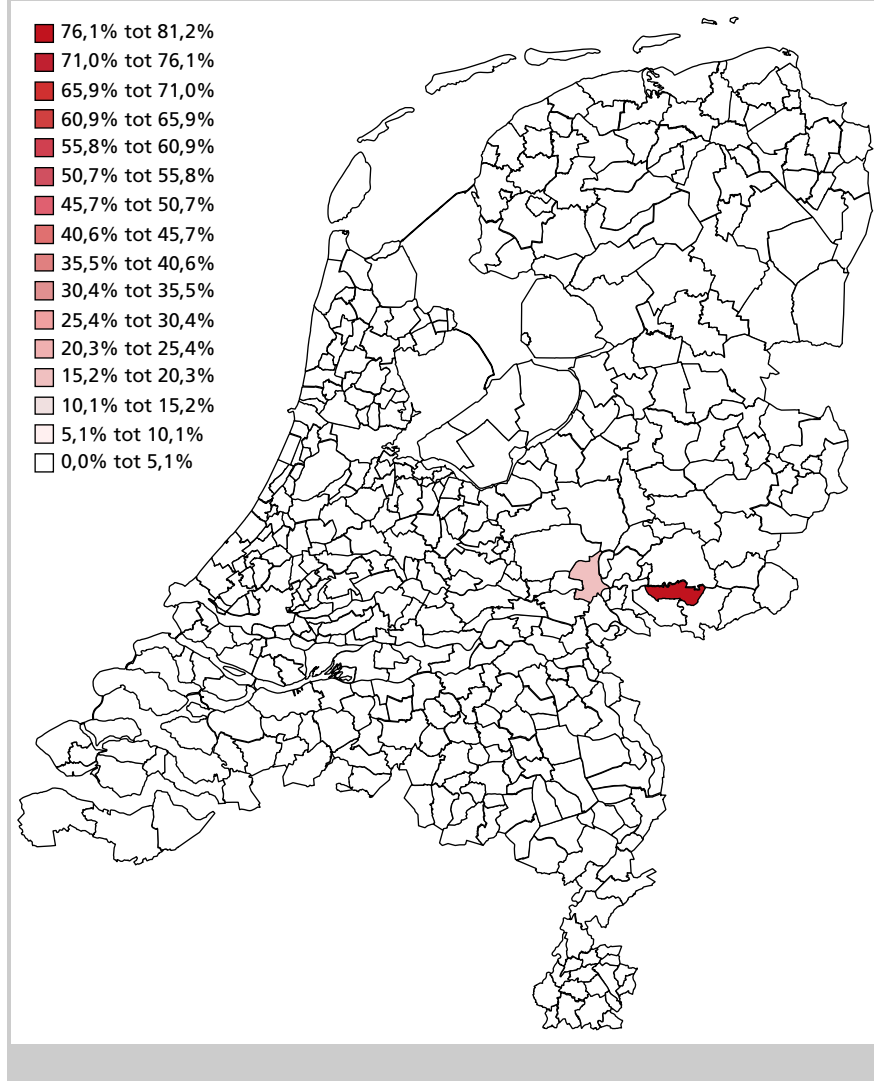 76,1% tot 81,2%
71,0% tot 76,1%
65,9% tot 71,0%
60,9% tot 65,9%
55,8% tot 60,9%
50,7% tot 55,8%
45,7% tot 50,7%
40,6% tot 45,7%
35,5% tot 40,6%
30,4% tot 35,5%
25,4% tot 30,4%
20,3% tot 25,4%
15,2% tot 20,3%
10,1% tot 15,2%
5,1% tot 10,1%
0,0% tot 5,1%